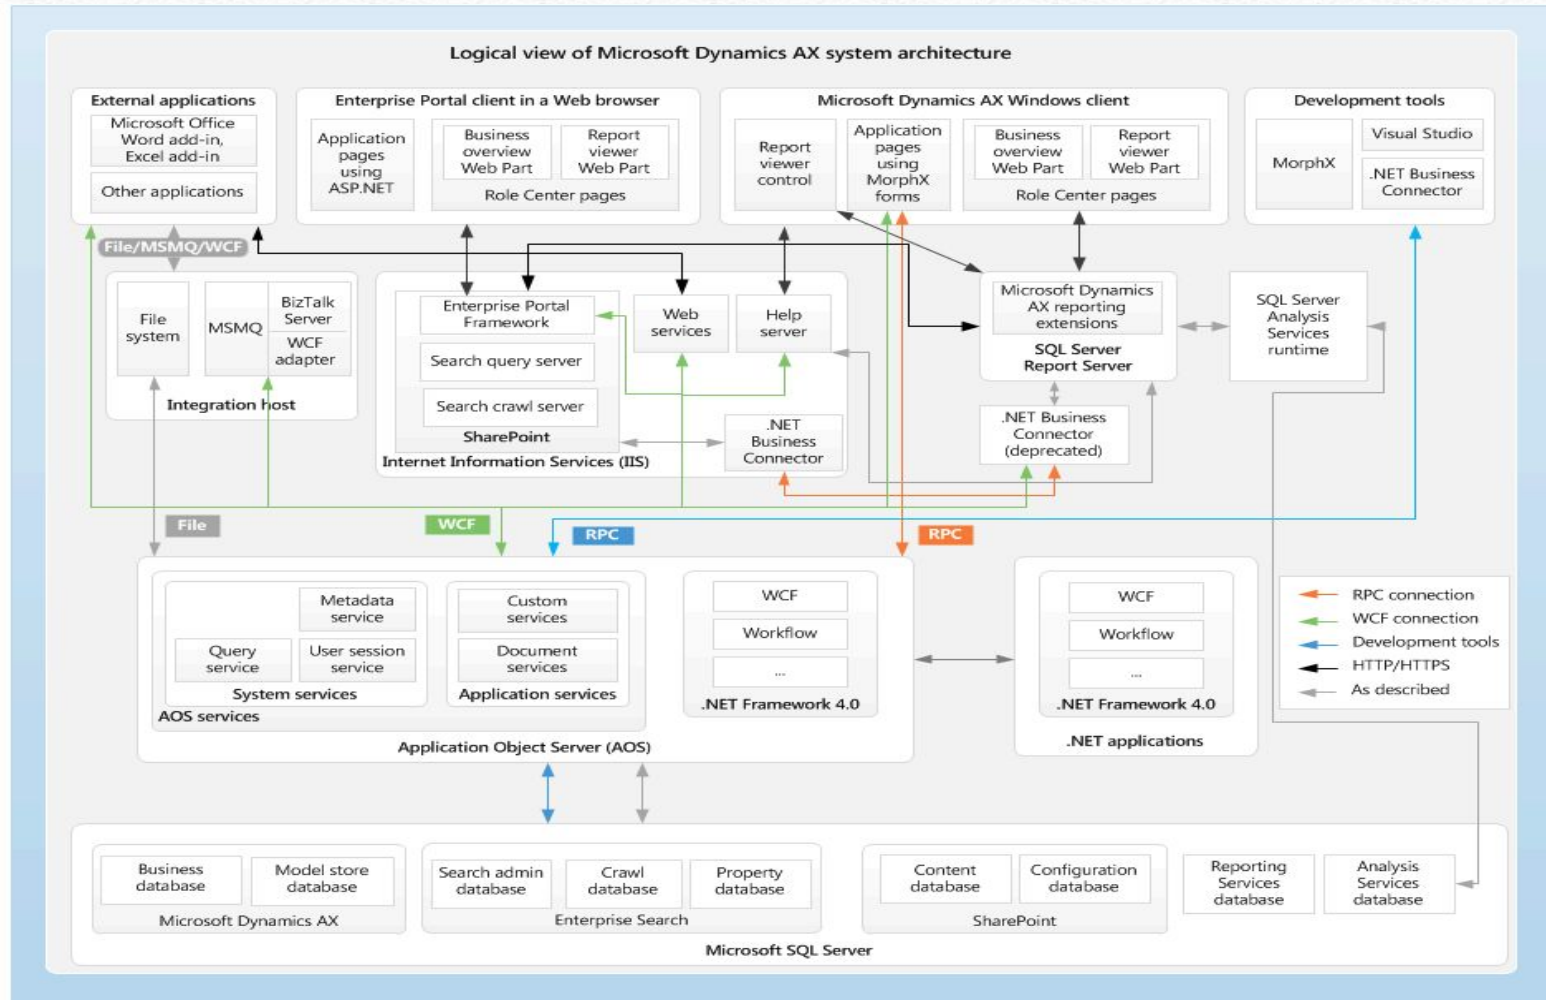 Logical view of Microsoft Dynamics AX system architecture
External applications
Microsoft Office
Word add-in,
Excel add-in
Other applications
Enterprise Portal client in a Web browser
Application
pages
using
ASP.NET
Business
overview
Web Part
Report
viewer
Web Part
Role Center pages
Microsoft Dynamics AX Windows client
Report
viewer
control
Application
pages
using
MorphX
forms
Business
overview
Web Part
Report
viewer
Web Part
Role Center pages
Development tools
MorphX
Visual Studio
.NET Business
Connector
File/MSMQ/WCF
File
system
MSMQ
BizTalk
Server
WCF
adapter
Integration host
Enterprise Portal
Framework
Search query server
Search crawl server
SharePoint
Web
services
Help
server
.NET
Business
Connector
Internet Information Services (IIS)
Microsoft Dynamics
AX reporting
extensions
SQL Server
Report Server
SQL Server
Analysis
Services
runtime
.NET Business
Connector
(deprecated)
File
WCF
RPC
RPC
Metadata
service
Query
service
User session
service
System services
Custom
services
Document
services
Application services
AOS services
WCF
Workflow
...
.NET Framework 4.0
Application Object Server (AOS)
WCF
Workflow
...
.NET Framework 4.0
.NET applications
RPC connection
WCF connection
Development tools
HTTP/HTTPS
As described
Business
database
Model store
database
Microsoft Dynamics AX
Search admin
database
Crawl
database
Property
database
Enterprise Search
Content
database
Configuration
database
SharePoint
Reporting
Services
database
Analysis
Services
database
Microsoft SQL Server